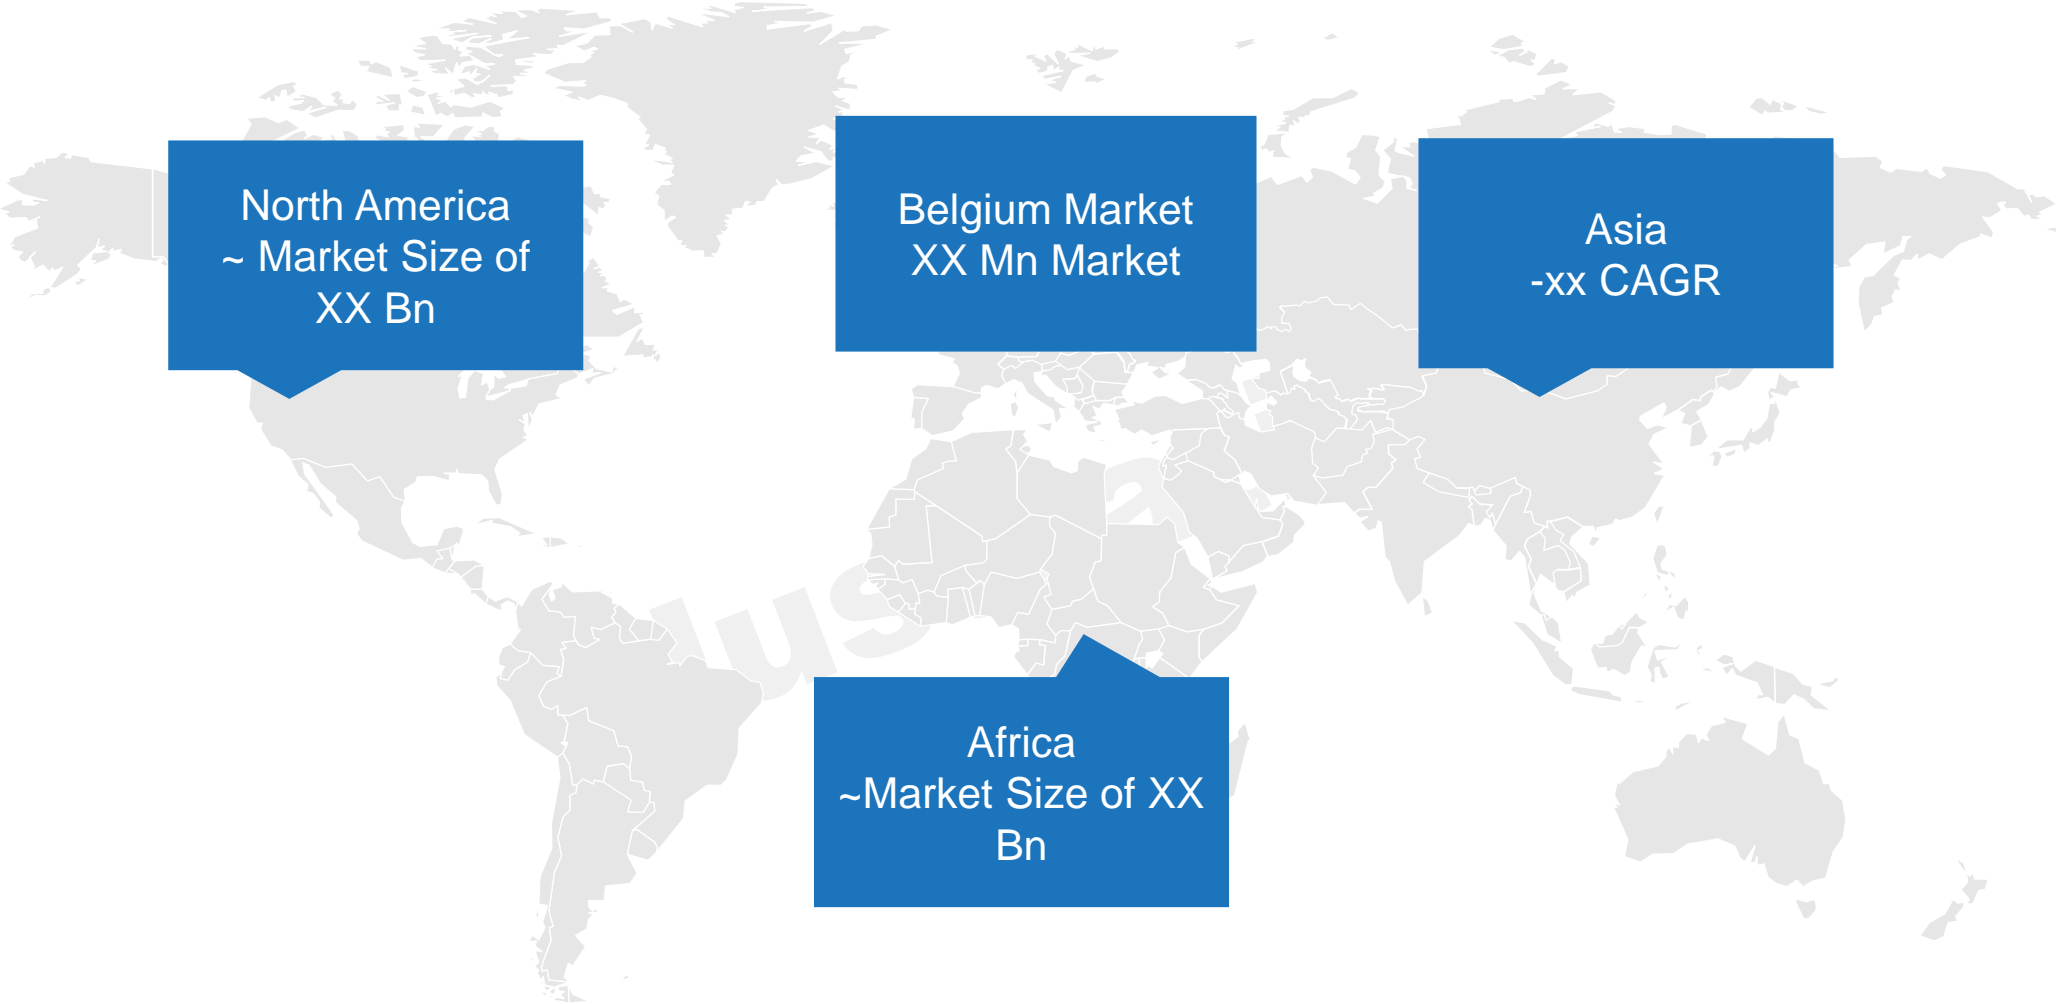 North America
~ Market Size of
XX Bn
Belgium Market
XX Mn Market
Asia
-xx CAGR
Africa
~Market Size of XX
Bn